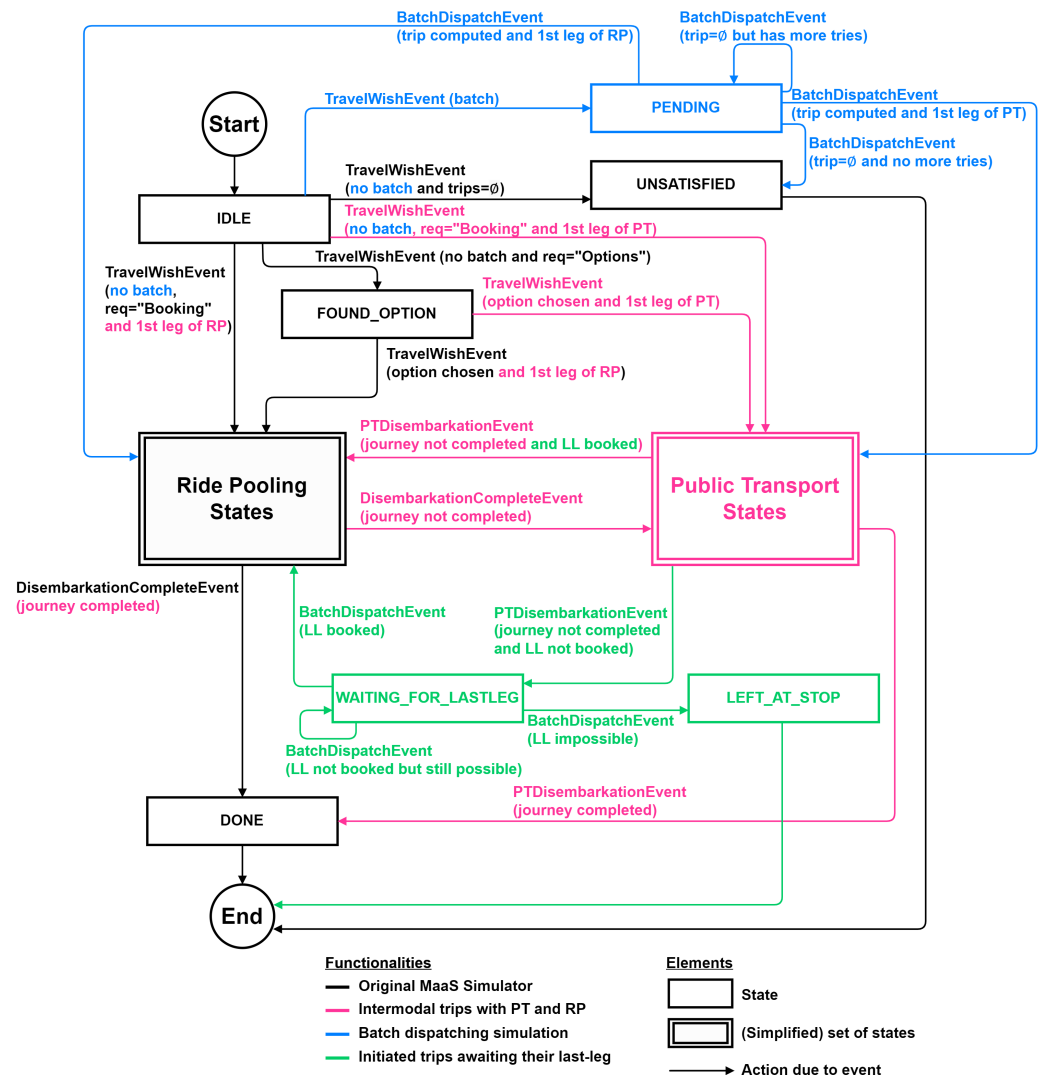 BatchDispatchEvent
(trip computed and 1st leg of RP)
BatchDispatchEvent
(trip=∅ but has more tries)
TravelWishEvent (batch)
PENDING
BatchDispatchEvent
(trip computed and 1st leg of PT)
Start
BatchDispatchEvent
(trip=∅ and no more tries)
TravelWishEvent
(no batch and trips=∅)
UNSATISFIED
IDLE
TravelWishEvent
(no batch, req="Booking" and 1st leg of PT)
TravelWishEvent (no batch and req="Options")
TravelWishEvent
(no batch,
req="Booking"
and 1st leg of RP)
FOUND_OPTION
TravelWishEvent
(option chosen and 1st leg of PT)
TravelWishEvent
(option chosen and 1st leg of RP)
PTDisembarkationEvent
(journey not completed and LL booked)
Ride Pooling
States
Public Transport
States
DisembarkationCompleteEvent
(journey not completed)
DisembarkationCompleteEvent
(journey completed)
BatchDispatchEvent
(LL booked)
PTDisembarkationEvent
(journey not completed
and LL not booked)
WAITING_FOR_LASTLEG
LEFT_AT_STOP
BatchDispatchEvent
(LL impossible)
BatchDispatchEvent
(LL not booked but still possible)
PTDisembarkationEvent
(journey completed)
DONE
End
Functionalities
Original MaaS Simulator
Intermodal trips with PT and RP
Batch dispatching simulation
Initiated trips awaiting their last-leg
Elements
State
(Simplified) set of states
Action due to event